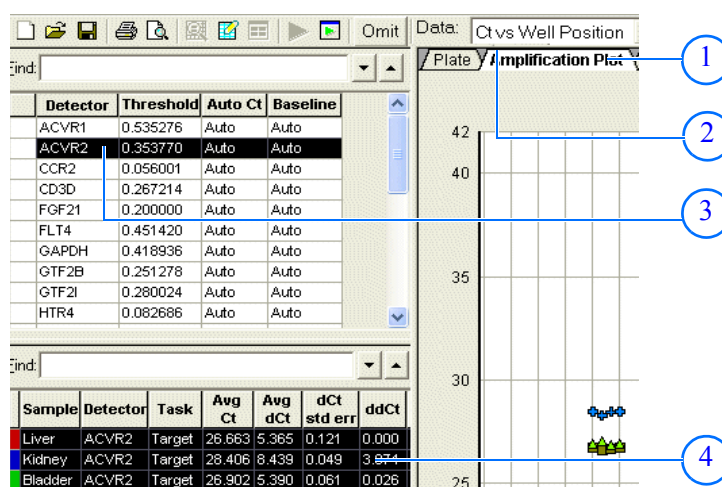 Omit
Data: Ct vs Well Position
Find:
Plate Amplification Plot
Detector Threshold Auto Ct Baseline
ACVR1 0.535276 Auto Auto
ACVR2 0.353770 Auto Auto
CCR2 0.056001 Auto Auto
CD3D 0.267214 Auto Auto
FGF21 0.200000 Auto Auto
FLT4 0.451420 Auto Auto
GAPDH 0.418936 Auto Auto
GTF2B 0.251278 Auto Auto
GTF2I 0.280024 Auto Auto
HTR4 0.082686 Auto Auto
Find:
Sample Detector Task Avg Ct Avg dCt dCt std err ddCt
Liver ACVR2 Target 26.663 5.365 0.121 0.000
Kidney ACVR2 Target 28.406 8.439 0.049 3.074
Bladder ACVR2 Target 26.902 5.390 0.061 0.026
42
40
35
30
25
1
2
3
4